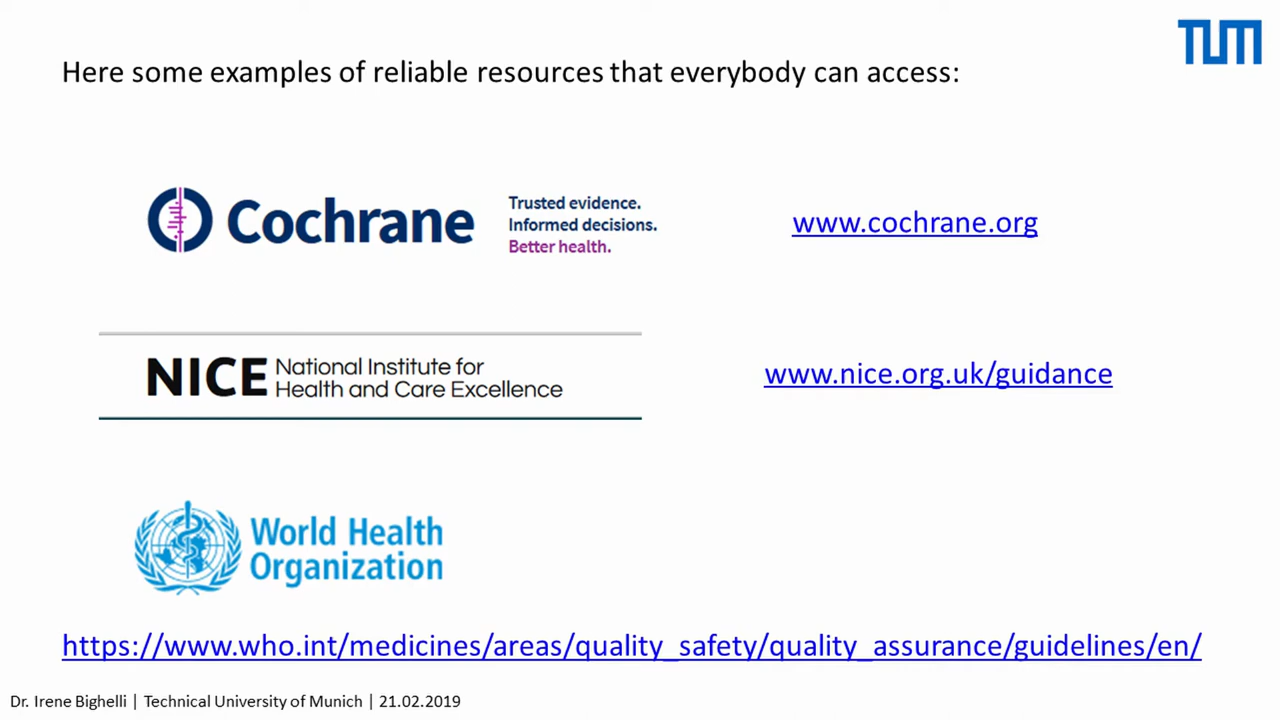 TUM
Here some examples of reliable resources that everybody can access:
Cochrane
Trusted evidence.
Informed decisions.
Better health.
www.cochrane.org
NICE National Institute for
Health and Care Excellence
www.nice.org.uk/guidance
World Health
Organization
https://www.who.int/medicines/areas/quality_safety/quality_assurance/guidelines/en/
Dr. Irene Bighelli | Technical University of Munich | 21.02.2019